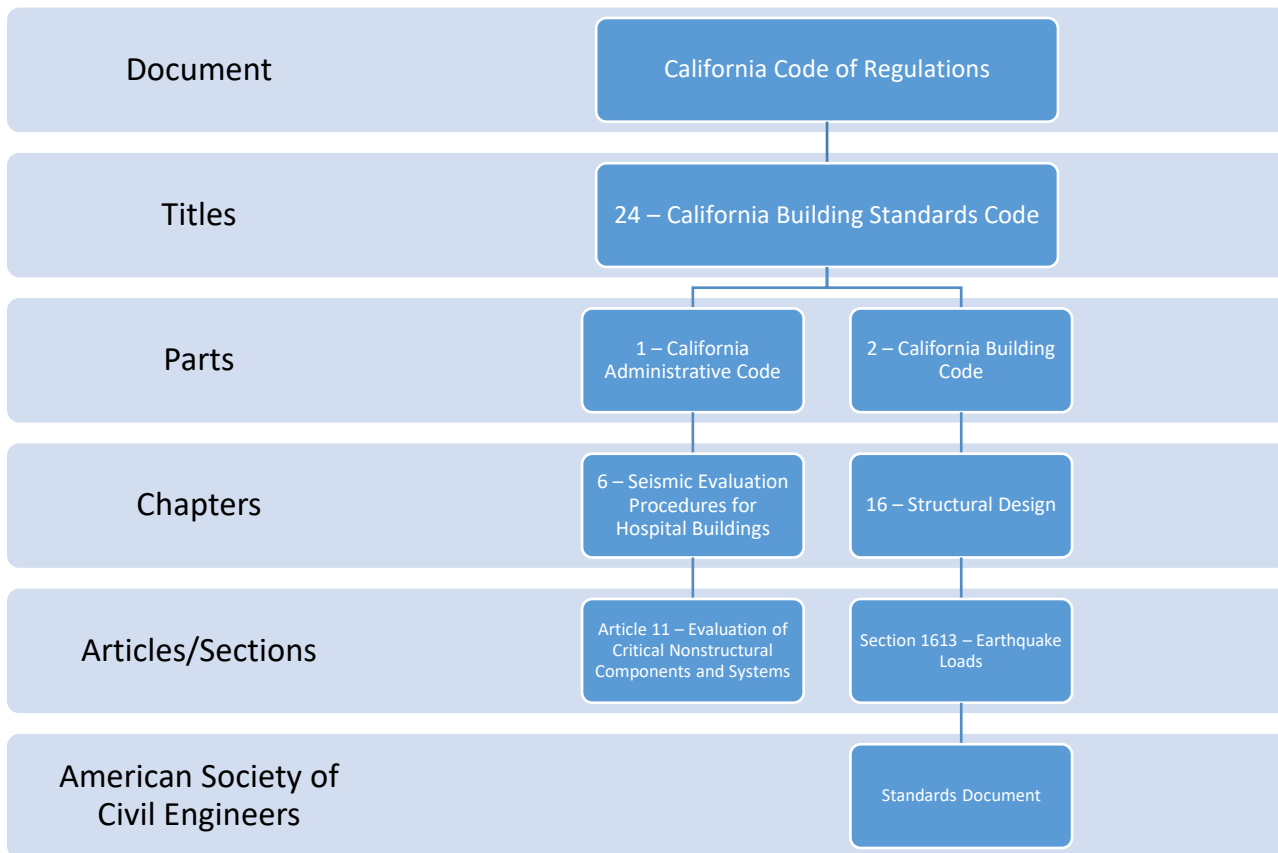 Document
California Code of Regulations
Titles
24 – California Building Standards Code
Parts
1 – California
Administrative Code
2 – California Building
Code
Chapters
6 – Seismic Evaluation
Procedures for
Hospital Buildings
16 – Structural Design
Articles/Sections
Article 11 – Evaluation of
Critical Nonstructural
Components and Systems
Section 1613 – Earthquake
Loads
American Society of
Civil Engineers
Standards Document